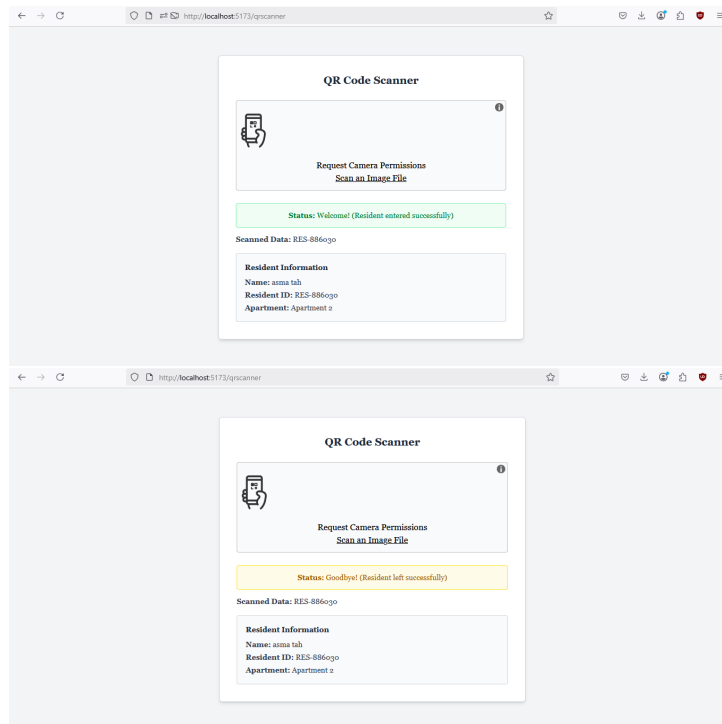 http://localhost:5173/qrscanner
QR Code Scanner
Request Camera Permissions
Scan an Image File
Status: Welcome! (Resident entered successfully)
Scanned Data: RES-886030
Resident Information
Name: asma tah
Resident ID: RES-886030
Apartment: Apartment 2
http://localhost:5173/qrscanner
QR Code Scanner
Request Camera Permissions
Scan an Image File
Status: Goodbye! (Resident left successfully)
Scanned Data: RES-886030
Resident Information
Name: asma tah
Resident ID: RES-886030
Apartment: Apartment 2